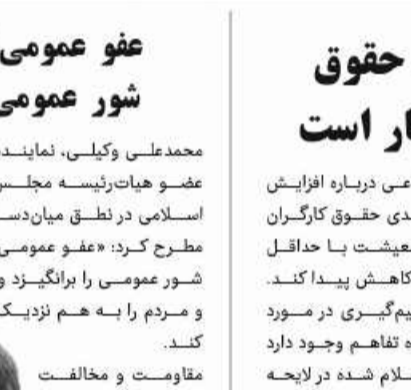 حقوق
ار است
عی درباره افزایش
دی حقوق کارگران
عیشت با حداقل
کاهش پیدا کند.
یم‌گیری در مورد
ه تفاهم وجود دارد
لام شده در لایحه
عفو عمومی
شور عمومی
محمدعلی وکیلی، نماینده
عضو هیات‌رئیسه مجلس
اسلامی در نطق میان‌دس
مطرح کرد: «عفو عمومی
شور عمومی را برانگیزد و
و مردم را به هم نزدیک
کند.
مقاومت و مخالفت